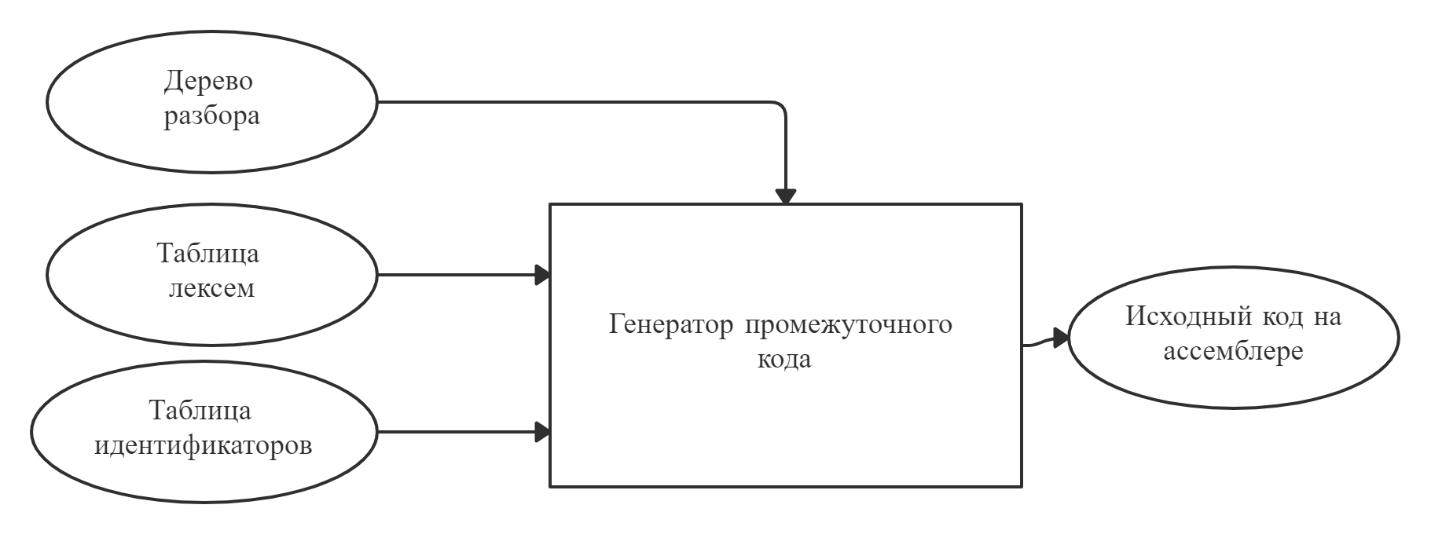 Дерево
разбора
Таблица
лексем
Таблица
идентификаторов
Генератор промежуточного
кода
Исходный код на
ассемблере